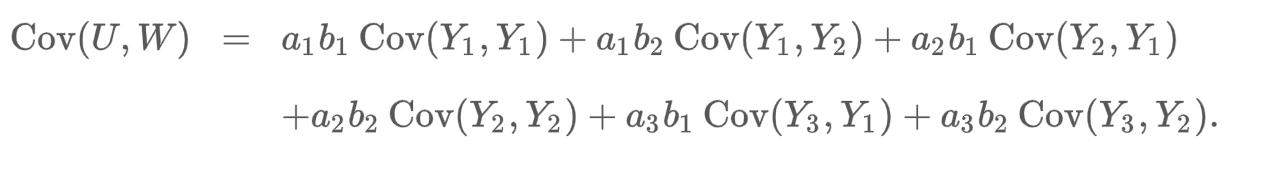 Cov(U, W) = a₁b₁ Cov(Y₁, Y₁) + a₁b₂ Cov(Y₁, Y₂) + a₂b₁ Cov(Y₂, Y₁)
+a₂b₂ Cov(Y₂, Y₂) + a₃b₁ Cov(Y₃, Y₁) + a₃b₂ Cov(Y₃, Y₂).